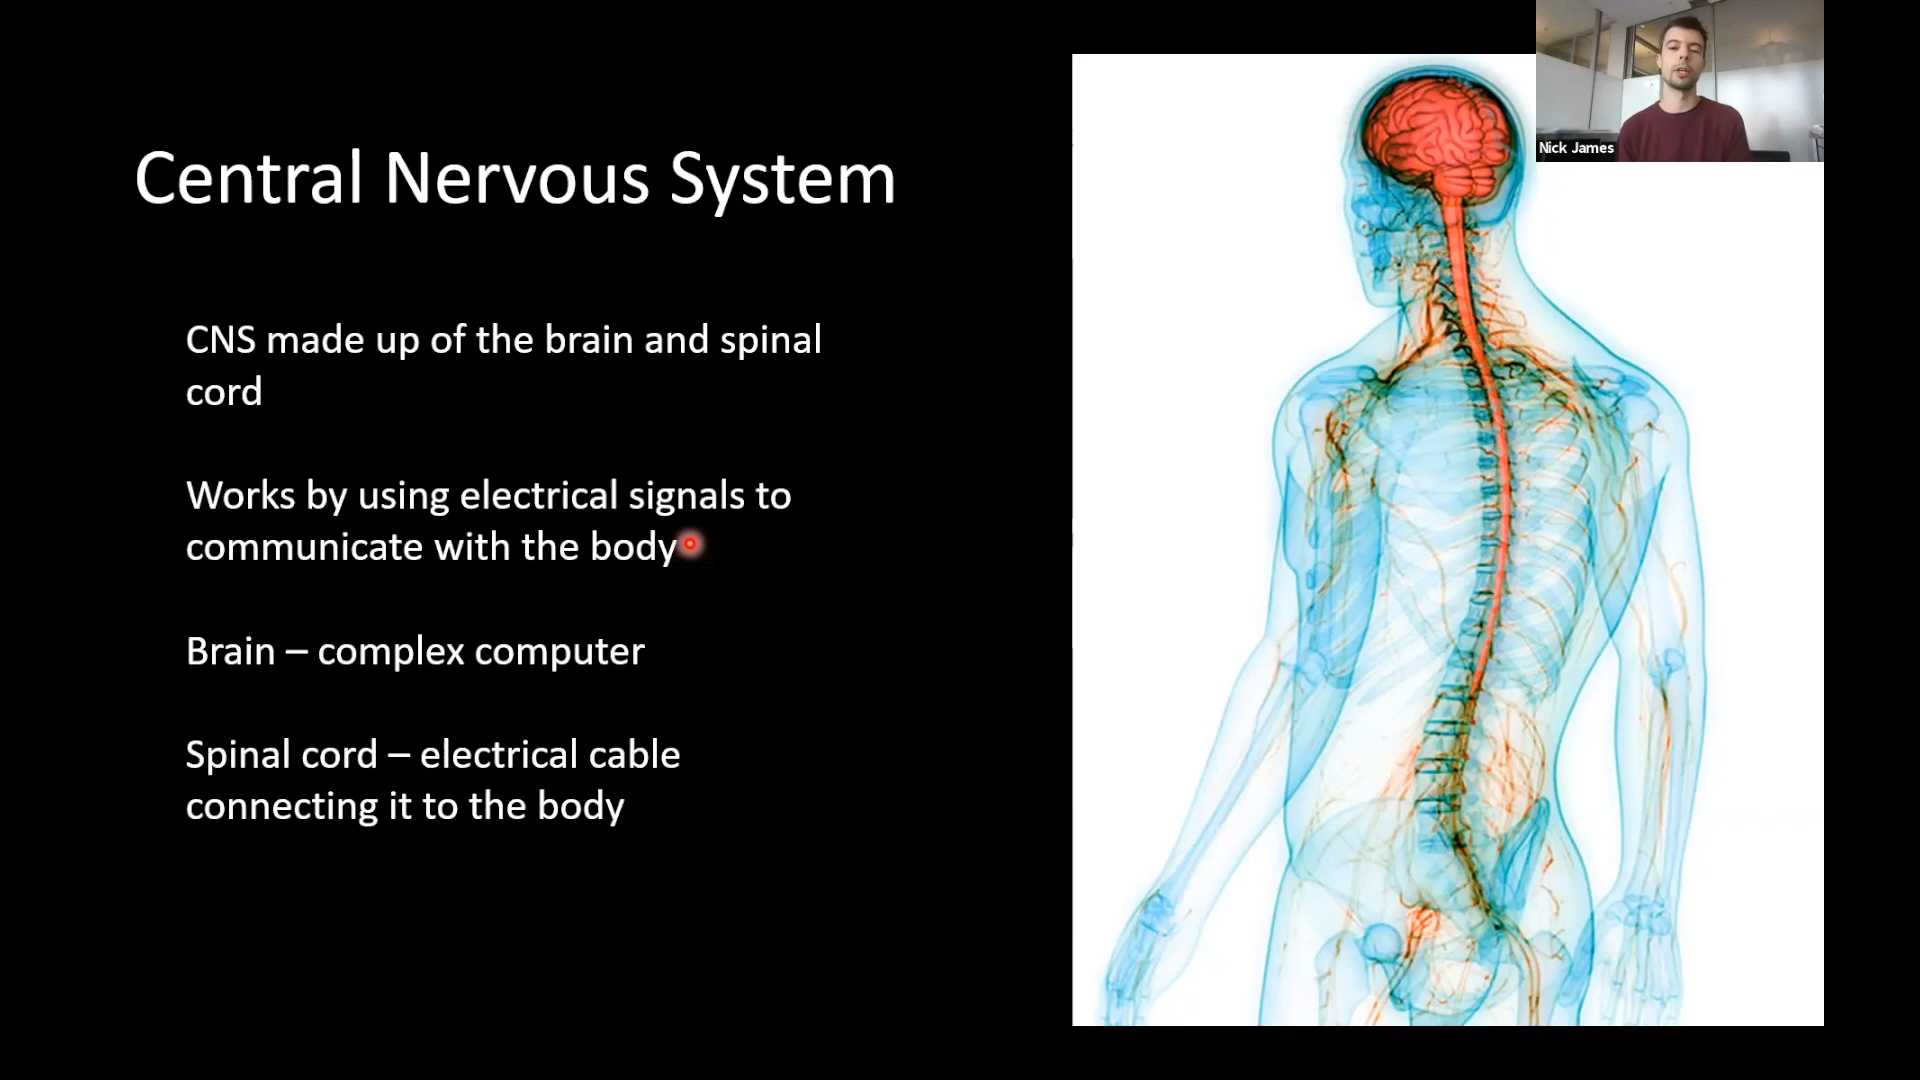 Central Nervous System
CNS made up of the brain and spinal
cord
Works by using electrical signals to
communicate with the body
Brain – complex computer
Spinal cord – electrical cable
connecting it to the body
Nick James